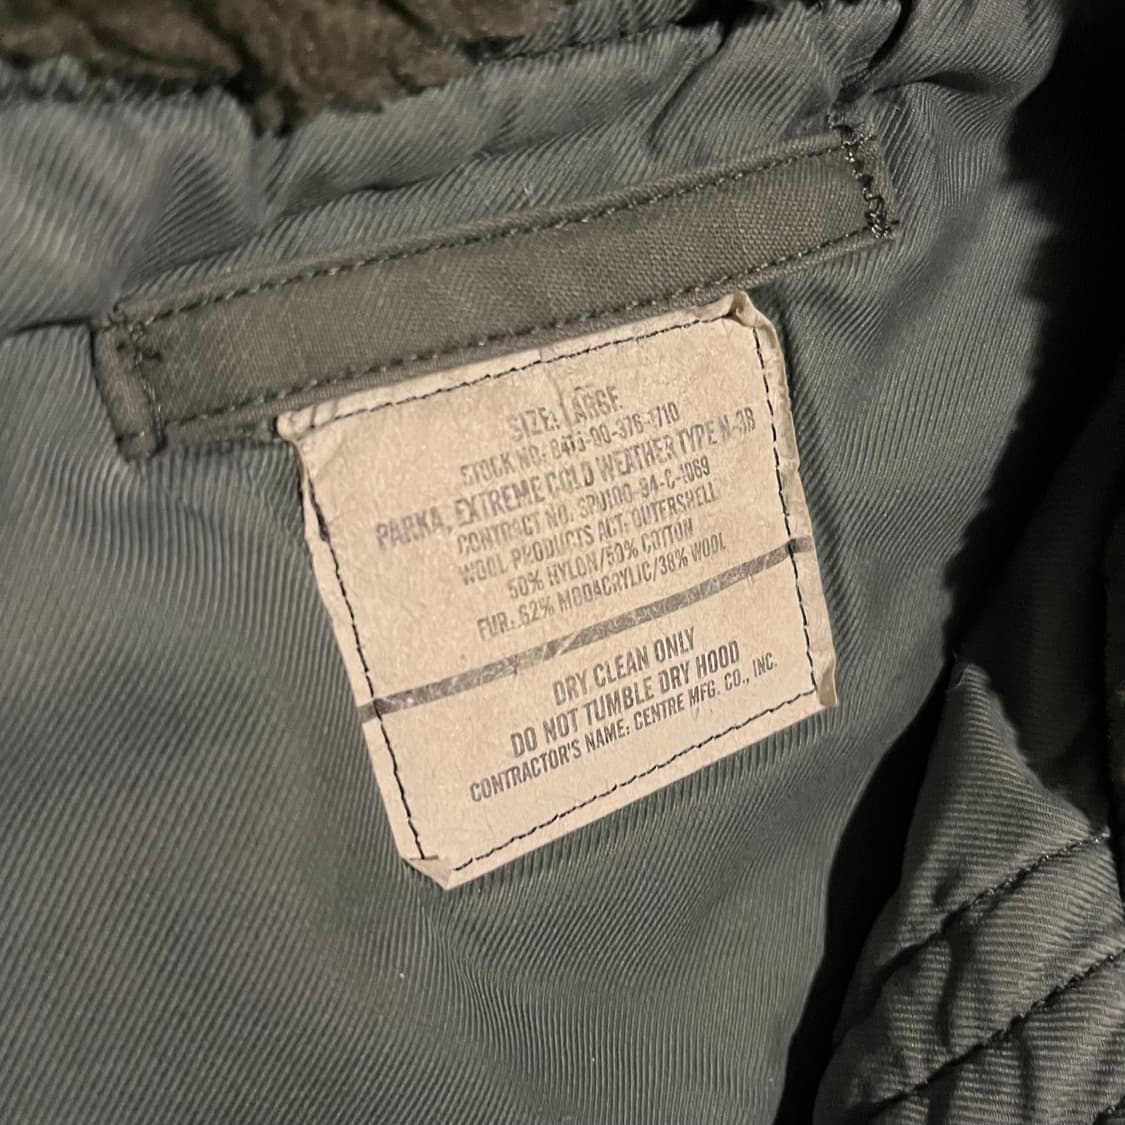 SIZE: LARGE
STOCK NO.: 8415-00-376-1710
PARKA, EXTREME COLD WEATHER TYPE N-3B
CONTRACT NO. SPO100-94-C-1069
WOOL PRODUCTS ACT: OUTERSHELL
50% NYLON/50% COTTON
FUR: 62% MODACRYLIC/38% WOOL
DRY CLEAN ONLY
DO NOT TUMBLE DRY HOOD
CONTRACTOR'S NAME: CENTRE MFG. CO., INC.